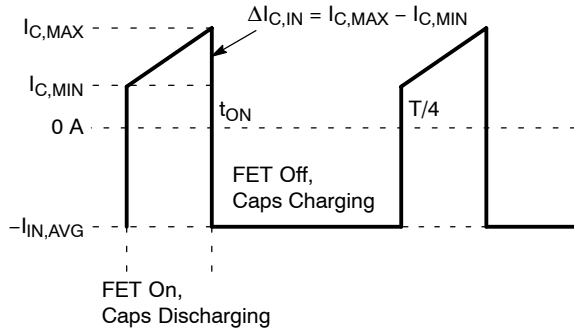 I_C,MAX
ΔI_C,IN = I_C,MAX − I_C,MIN
I_C,MIN
t_ON
T/4
0 A
FET Off,
Caps Charging
−I_IN,AVG
FET On,
Caps Discharging